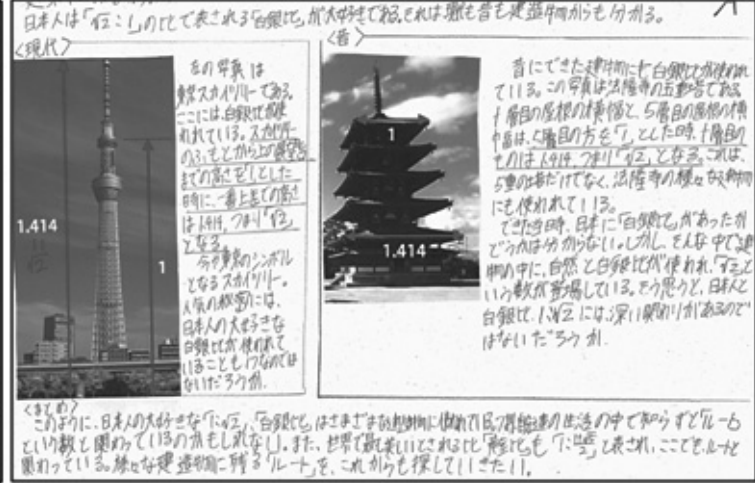 日本人は「√2:1」の比で表される「白銀比」が大好きである。それは現も昔も建造物からも分かる。
<現代>
左の写真は
東京スカイツリーである。
ここには、白銀比が使
われている。スカイツリー
のふもとから上の展望台
までの高さを1とした
時に、一番上までの高さ
は1.414、つまり「√2」
となる。
今や東京のシンボル
となるスカイツリー。
人気の秘密には、
日本人の大好きな
白銀比が使われて
いることも1つなのでは
ないだろうか。
1.414
√2
1
<昔>
1
1.414
昔にできた建物にも白銀比が使われ
ている。この写真は法隆寺の五重塔である。
1層目の屋根の横幅と、5層目の屋根の横
幅は、5層目の方を「1」とした時、1層目の
ものは1.414、つまり「√2」となる。これは、
5重の塔だけでなく、法隆寺の様々な建物
にも使われている。
できた当時、日本に「白銀比」があったか
どうかは分からない。しかし、そんな中で建
物の中に、自然と白銀比が使われ、「√2」と
いう数が登場している。そう思うと、日本人と
白銀比、1:√2には、深い関わりがあるので
はないだろうか。
<まとめ>
このように、日本人の大好きな「1:√2」、「白銀比」はさまざまな建造物に使われており、の生活の中で知らずと「ルート」
という数と関わっているのかもしれない。また、世界で最も美しいとされる比「黄金比」も「1:」と表され、ここでも、ルートと
関わっている。様々な建造物に残る「ルート」を、これからも探していきたい。